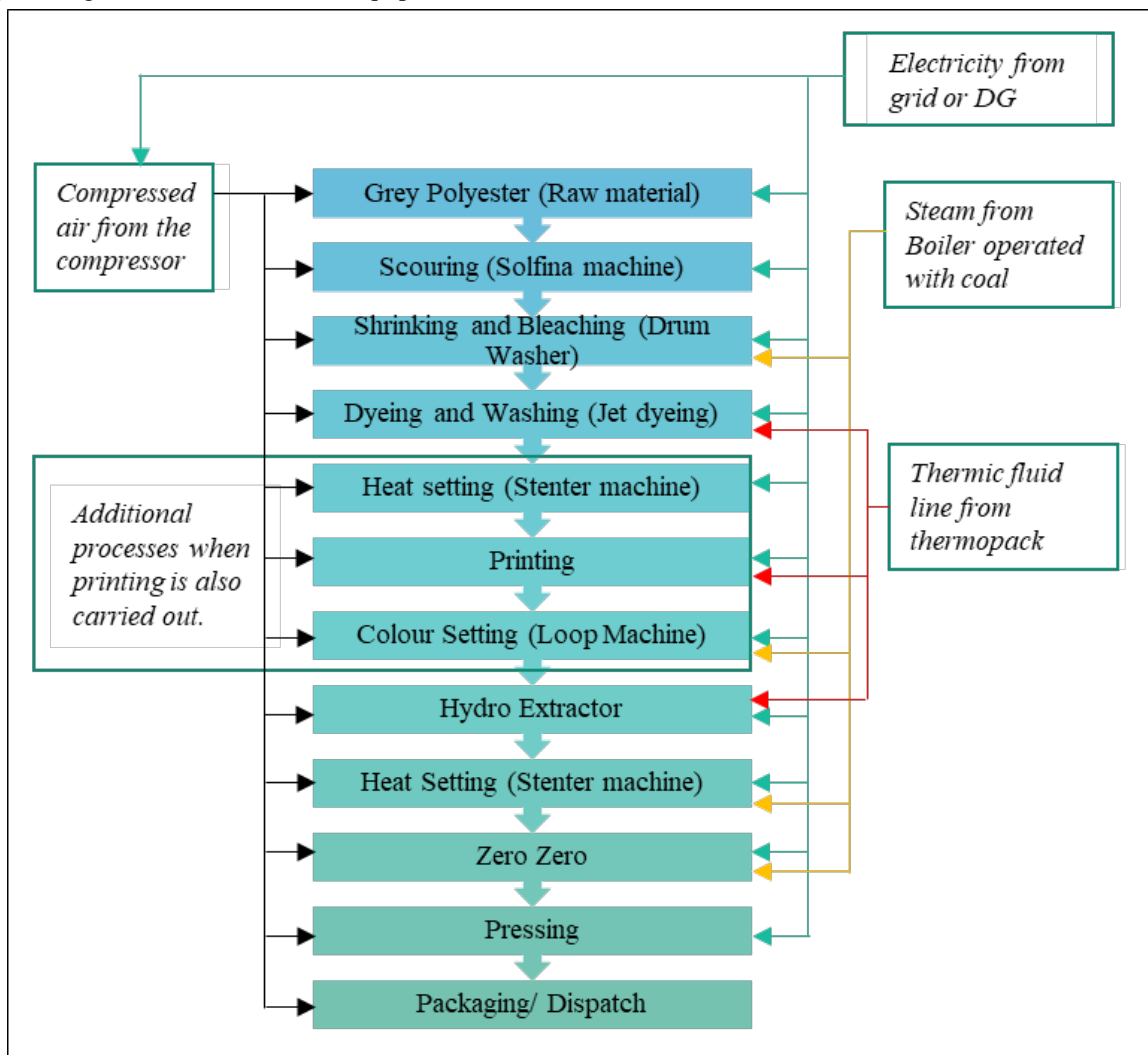 Electricity from
grid or DG
Compressed
air from the
compressor
Grey Polyester (Raw material)
Steam from
Boiler operated
with coal
Scouring (Solfina machine)
Shrinking and Bleaching (Drum
Washer)
Dyeing and Washing (Jet dyeing)
Thermic fluid
line from
thermopack
Additional
processes when
printing is also
carried out.
Heat setting (Stenter machine)
Printing
Colour Setting (Loop Machine)
Hydro Extractor
Heat Setting (Stenter machine)
Zero Zero
Pressing
Packaging/ Dispatch